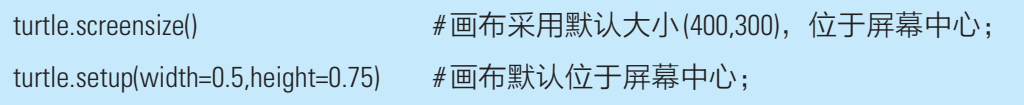 turtle.screensize() #画布采用默认大小(400,300)，位于屏幕中心；
turtle.setup(width=0.5,height=0.75) #画布默认位于屏幕中心；